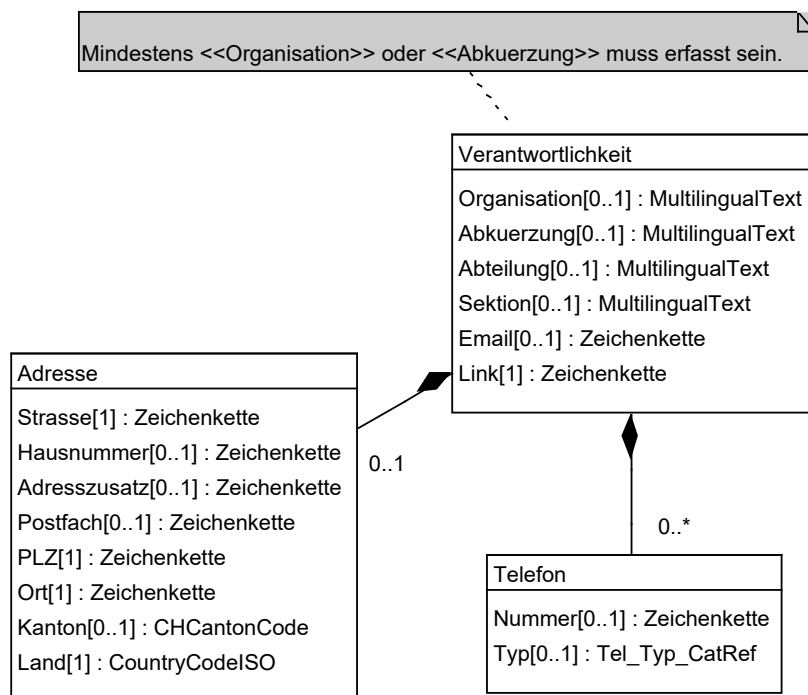 Mindestens <<Organisation>> oder <<Abkuerzung>> muss erfasst sein.
Verantwortlichkeit
Organisation[0..1] : MultilingualText
Abkuerzung[0..1] : MultilingualText
Abteilung[0..1] : MultilingualText
Sektion[0..1] : MultilingualText
Email[0..1] : Zeichenkette
Link[1] : Zeichenkette
Adresse
Strasse[1] : Zeichenkette
Hausnummer[0..1] : Zeichenkette
Adresszusatz[0..1] : Zeichenkette
Postfach[0..1] : Zeichenkette
PLZ[1] : Zeichenkette
Ort[1] : Zeichenkette
Kanton[0..1] : CHCantonCode
Land[1] : CountryCodeISO
0..1
0..*
Telefon
Nummer[0..1] : Zeichenkette
Typ[0..1] : Tel_Typ_CatRef